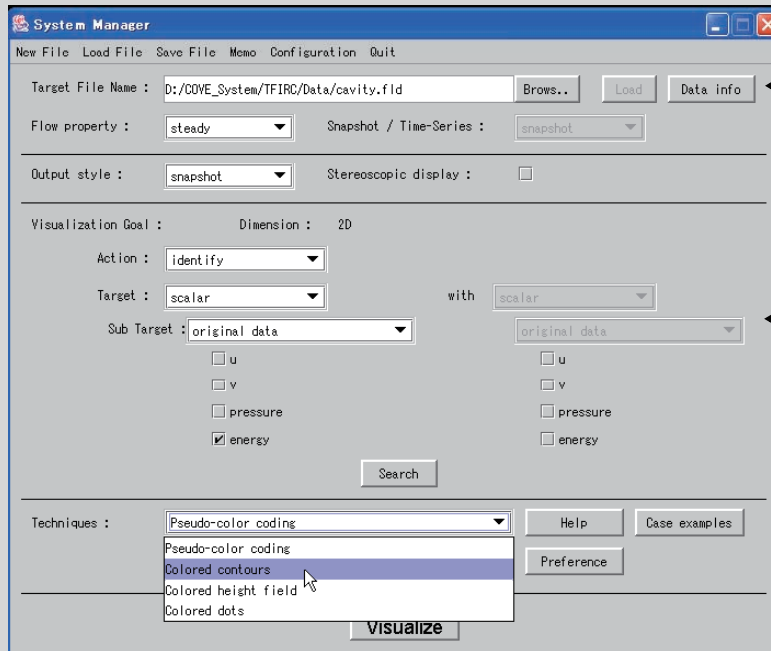 System Manager
New File Load File Save File Memo Configuration Quit
Target File Name : D:/COVE_System/TFIRC/Data/cavity.fld Brows.. Load Data info
Flow property : steady Snapshot / Time-Series : snapshot
Output style : snapshot Stereoscopic display :
Visualization Goal : Dimension : 2D
Action : identify
Target : scalar with scalar
Sub Target : original data original data
u u
v v
pressure pressure
energy energy
Search
Techniques : Pseudo-color coding Help Case examples
Pseudo-color coding
Colored contours Preference
Colored height field
Colored dots
Visualize